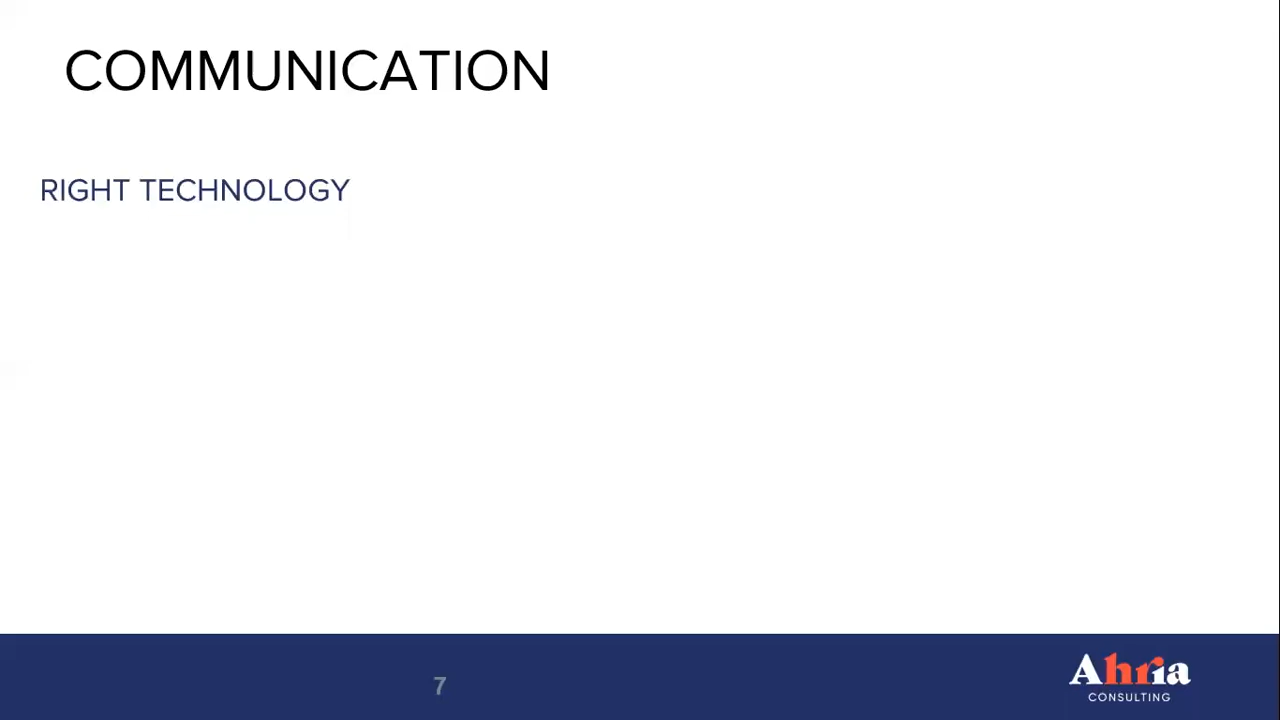 COMMUNICATION
RIGHT TECHNOLOGY
7
Ahria
CONSULTING